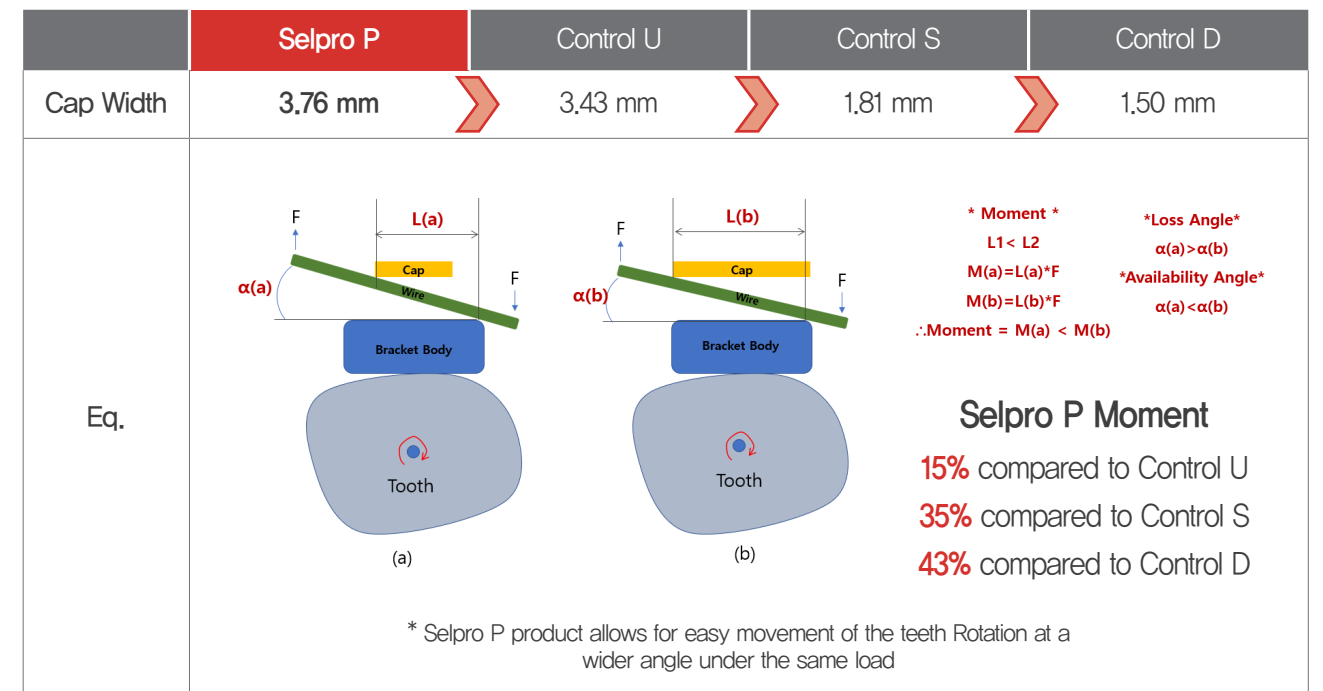 Selpro P Control U Control S Control D
Cap Width 3.76 mm 3.43 mm 1.81 mm 1.50 mm
Eq.
F
L(a)
Cap
Wire
F
α(a)
Bracket Body
Tooth
(a)
F
L(b)
Cap
Wire
F
α(b)
Bracket Body
Tooth
(b)
* Moment *
L1< L2
M(a)=L(a)*F
M(b)=L(b)*F
∴Moment = M(a) < M(b)
*Loss Angle*
α(a)>α(b)
*Availability Angle*
α(a)<α(b)
Selpro P Moment
15% compared to Control U
35% compared to Control S
43% compared to Control D
* Selpro P product allows for easy movement of the teeth Rotation at a
wider angle under the same load